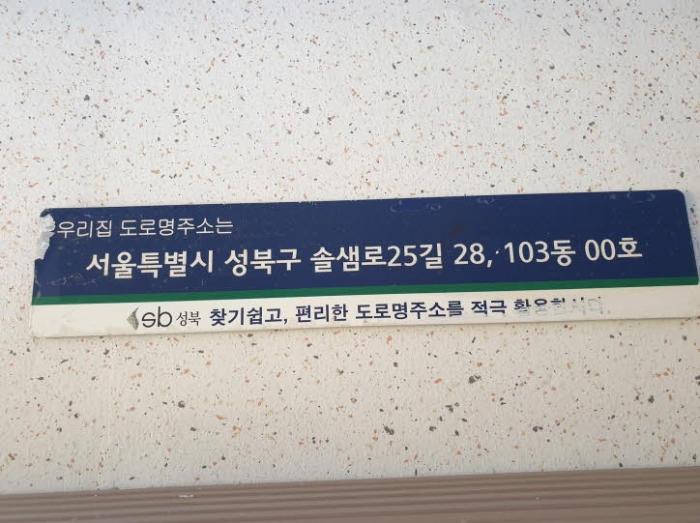 우리집 도로명주소는
서울특별시 성북구 솔샘로25길 28, 103동 00호
sb 성북 찾기쉽고, 편리한 도로명주소를 적극 활용합시다.